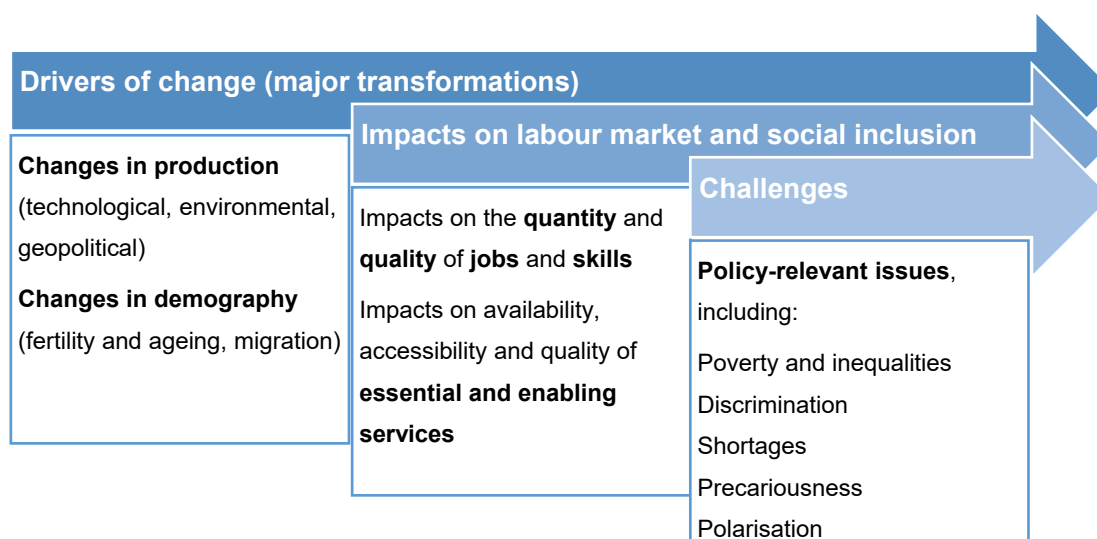 Drivers of change (major transformations)
Changes in production
(technological, environmental,
geopolitical)
Changes in demography
(fertility and ageing, migration)
Impacts on labour market and social inclusion
Impacts on the quantity and
quality of jobs and skills
Impacts on availability,
accessibility and quality of
essential and enabling
services
Challenges
Policy-relevant issues,
including:
Poverty and inequalities
Discrimination
Shortages
Precariousness
Polarisation